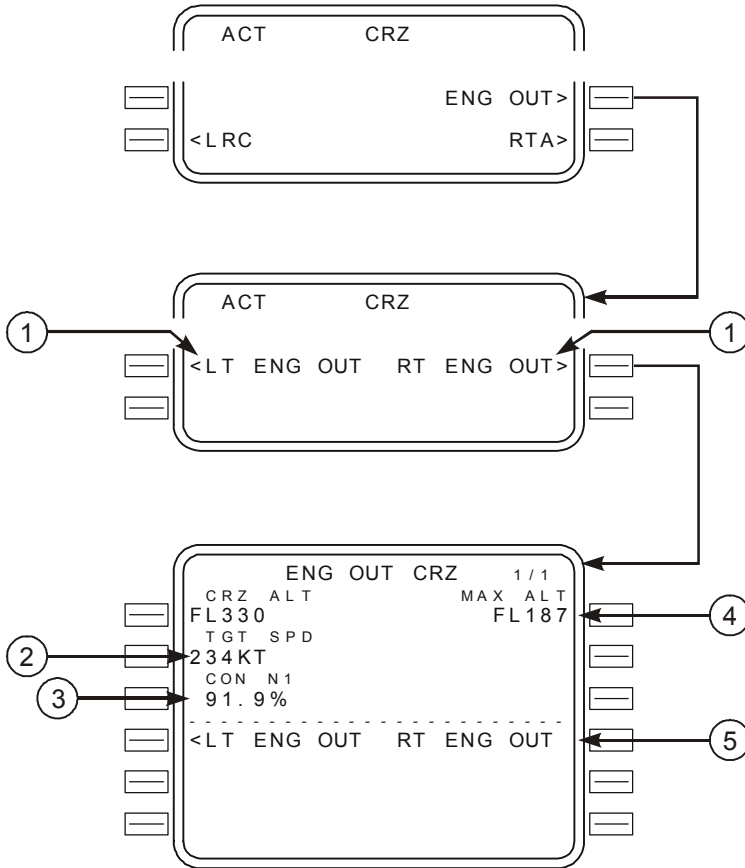 ACT CRZ
ENG OUT>
<LRC RTA>
ACT CRZ
1 1
<LT ENG OUT RT ENG OUT>
ENG OUT CRZ 1/1
CRZ ALT MAX ALT
FL330 FL187 4
TGT SPD
2 234KT
CON N1
3 91.9%
------------------------
<LT ENG OUT RT ENG OUT 5